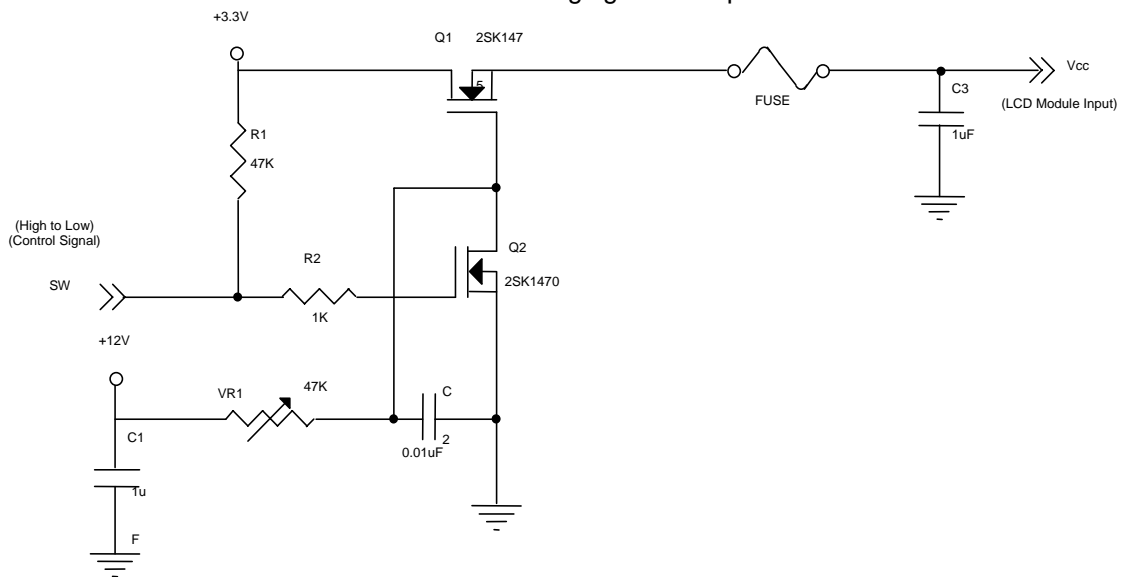 +3.3V
Q1 2SK147
5
Vcc
FUSE
C3
(LCD Module Input)
R1
1uF
47K
(High to Low)
(Control Signal)
Q2
R2
SW
2SK1470
1K
+12V
VR1
47K
C
C1
2
0.01uF
1u
F